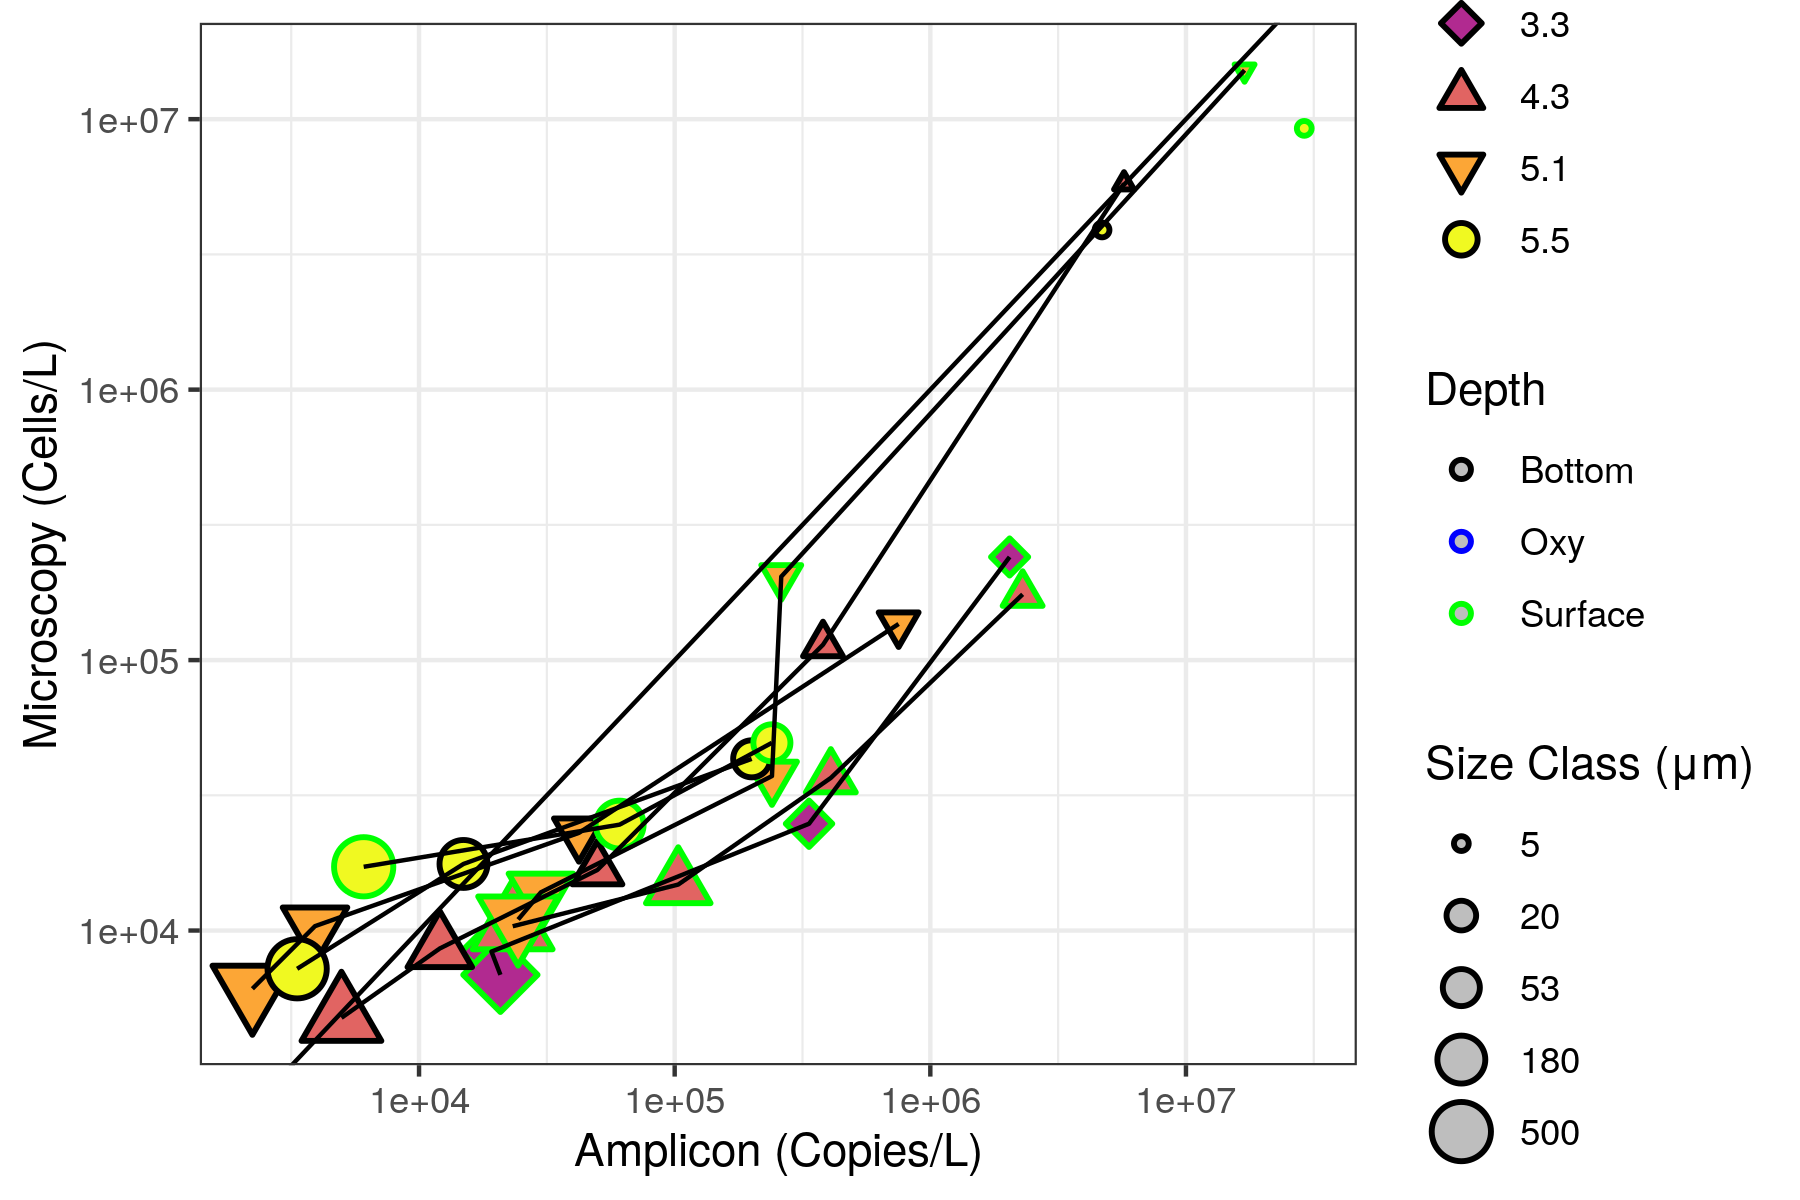 3.3
4.3
1e+07
5.1
5.5
Depth
1e+06
Bottom
Oxy
Microscopy (Cells/L)
Surface
1e+05
Size Class (µm)
5
20
1e+04
53
180
1e+04 1e+05 1e+06 1e+07
500
Amplicon (Copies/L)